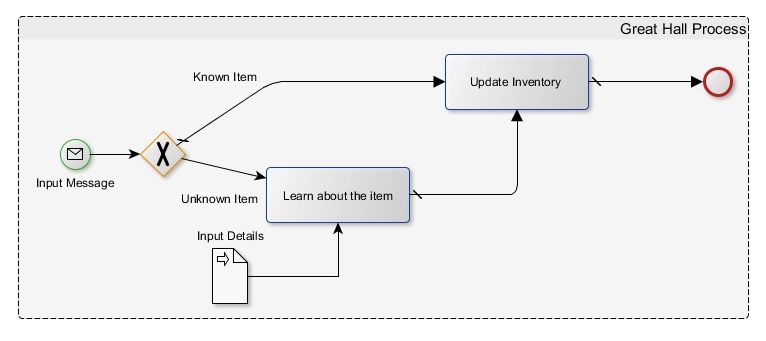 Great Hall Process
Known Item
Update Inventory
Input Message
Unknown Item
Learn about the item
Input Details